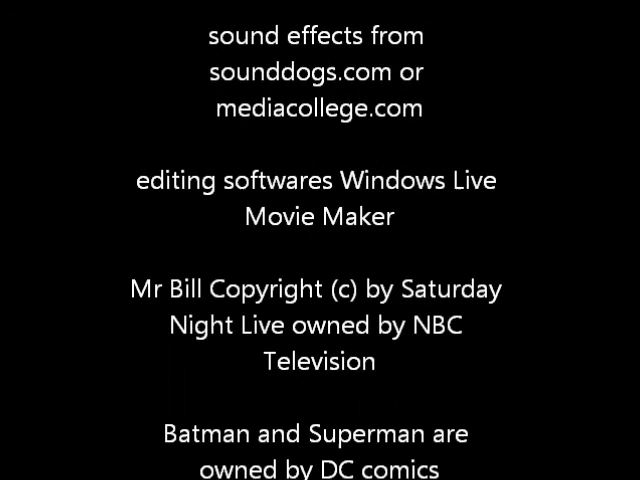 sound effects from
sounddogs.com or
mediacollege.com
editing softwares Windows Live
Movie Maker
Mr Bill Copyright (c) by Saturday
Night Live owned by NBC
Television
Batman and Superman are
owned by DC comics